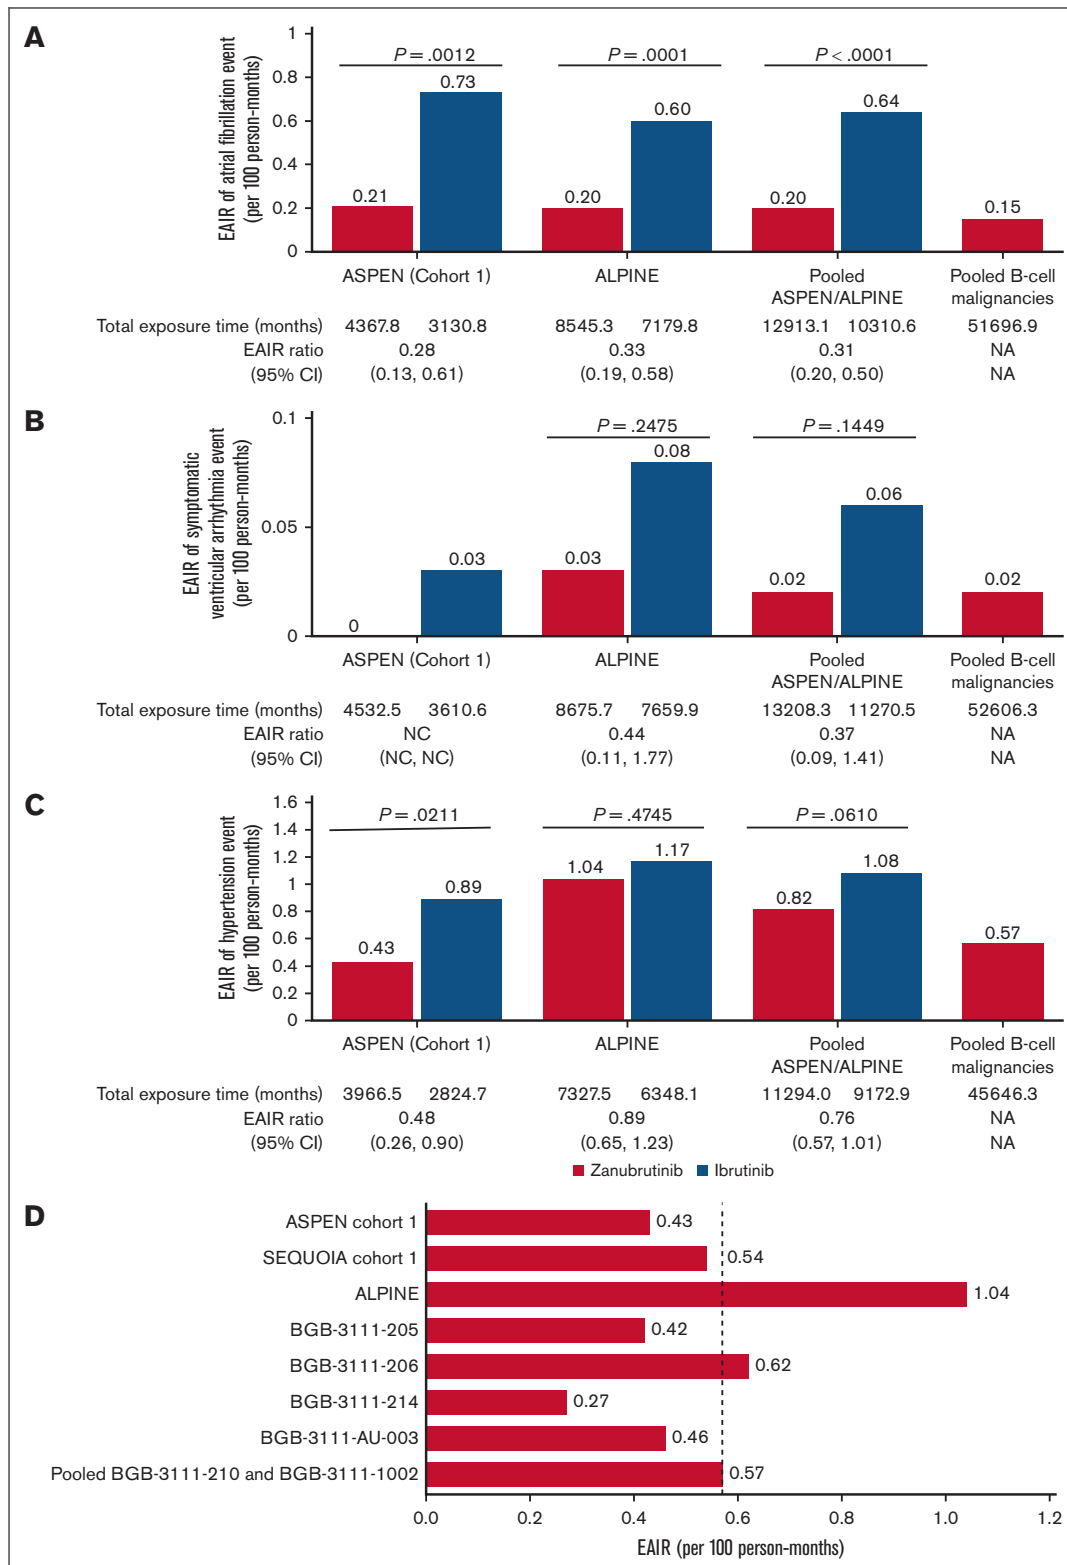 A
EAIR of atrial fibrillation event
(per 100 person-months)
1
0.8
0.6
0.4
0.2
0
P = .0012
P = .0001
P < .0001
0.21
0.73
0.20
0.60
0.20
0.64
0.15
ASPEN (Cohort 1)
ALPINE
Pooled
ASPEN/ALPINE
Pooled B-cell
malignancies
Total exposure time (months) 4367.8 3130.8 8545.3 7179.8 12913.1 10310.6 51696.9
EAIR ratio 0.28 0.33 0.31 NA
(95% CI) (0.13, 0.61) (0.19, 0.58) (0.20, 0.50) NA
B
EAIR of symptomatic
ventricular arrhythmia event
(per 100 person-months)
0.1
0.05
0
P = .2475
P = .1449
0
0.03
0.03
0.08
0.02
0.06
0.02
ASPEN (Cohort 1)
ALPINE
Pooled
ASPEN/ALPINE
Pooled B-cell
malignancies
Total exposure time (months) 4532.5 3610.6 8675.7 7659.9 13208.3 11270.5 52606.3
EAIR ratio NC 0.44 0.37 NA
(95% CI) (NC, NC) (0.11, 1.77) (0.09, 1.41) NA
C
EAIR of hypertension event
(per 100 person-months)
1.6
1.4
1.2
1
0.8
0.6
0.4
0.2
0
P = .0211
P = .4745
P = .0610
0.43
0.89
1.04
1.17
0.82
1.08
0.57
ASPEN (Cohort 1)
ALPINE
Pooled
ASPEN/ALPINE
Pooled B-cell
malignancies
Total exposure time (months) 3966.5 2824.7 7327.5 6348.1 11294.0 9172.9 45646.3
EAIR ratio 0.48 0.89 0.76 NA
(95% CI) (0.26, 0.90) (0.65, 1.23) (0.57, 1.01) NA
Zanubrutinib Ibrutinib
D
ASPEN cohort 1 0.43
SEQUOIA cohort 1 0.54
ALPINE 1.04
BGB-3111-205 0.42
BGB-3111-206 0.62
BGB-3111-214 0.27
BGB-3111-AU-003 0.46
Pooled BGB-3111-210 and BGB-3111-1002 0.57
0.0 0.2 0.4 0.6 0.8 1.0 1.2
EAIR (per 100 person-months)